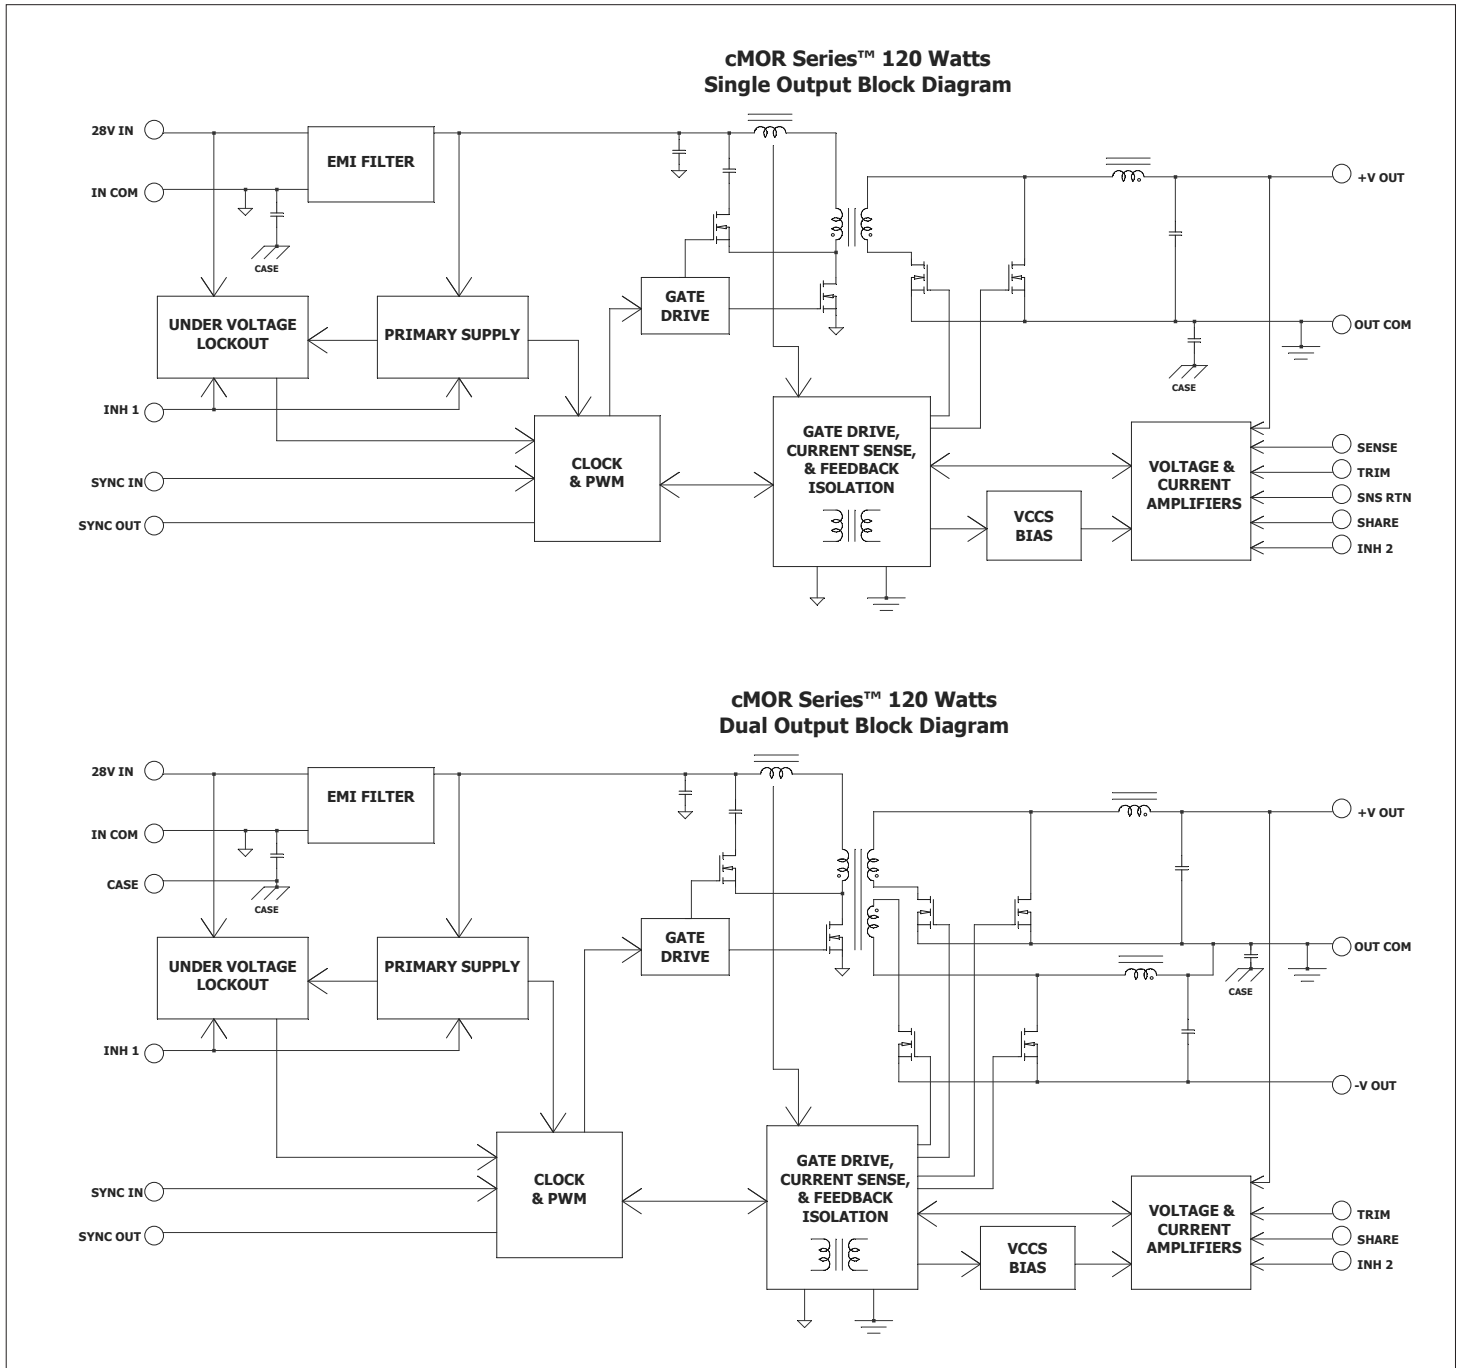 cMOR Series™ 120 Watts
Single Output Block Diagram
28V IN
EMI FILTER
IN COM
CASE
+V OUT
UNDER VOLTAGE
LOCKOUT
PRIMARY SUPPLY
GATE
DRIVE
OUT COM
CASE
INH 1
CLOCK
& PWM
GATE DRIVE,
CURRENT SENSE,
& FEEDBACK
ISOLATION
VCCS
BIAS
VOLTAGE &
CURRENT
AMPLIFIERS
SENSE
TRIM
SNS RTN
SHARE
INH 2
SYNC IN
SYNC OUT
cMOR Series™ 120 Watts
Dual Output Block Diagram
28V IN
EMI FILTER
IN COM
CASE
CASE
+V OUT
UNDER VOLTAGE
LOCKOUT
PRIMARY SUPPLY
GATE
DRIVE
OUT COM
CASE
INH 1
-V OUT
CLOCK
& PWM
GATE DRIVE,
CURRENT SENSE,
& FEEDBACK
ISOLATION
VCCS
BIAS
VOLTAGE &
CURRENT
AMPLIFIERS
TRIM
SHARE
INH 2
SYNC IN
SYNC OUT